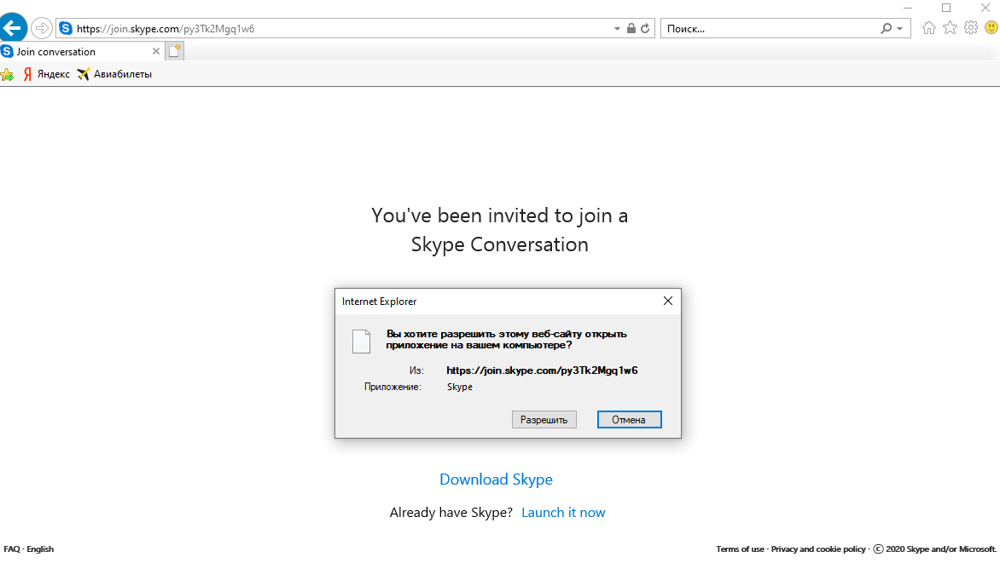 https://join.skype.com/py3Tk2Mgq1w6
Поиск...
Join conversation
Яндекс Авиабилеты
You've been invited to join a
Skype Conversation
Internet Explorer
Вы хотите разрешить этому веб-сайту открыть
приложение на вашем компьютере?
Из: https://join.skype.com/py3Tk2Mgq1w6
Приложение: Skype
Разрешить Отмена
Download Skype
Already have Skype? Launch it now
FAQ - English
Terms of use - Privacy and cookie policy - © 2020 Skype and/or Microsoft.